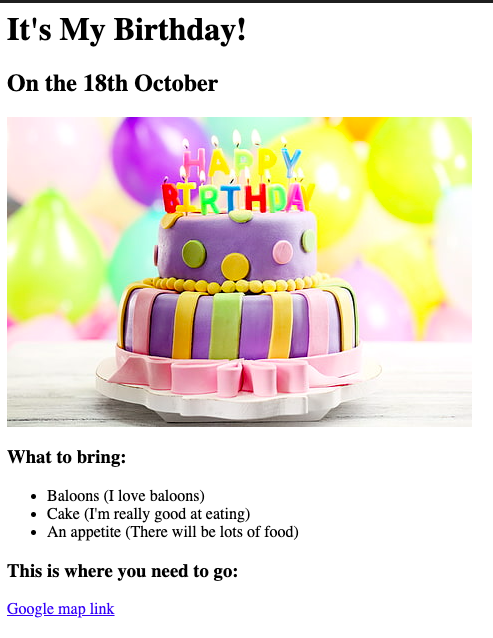 It's My Birthday!
On the 18th October
HAPPY
BIRTHDAY
What to bring:
Baloons (I love baloons)
Cake (I'm really good at eating)
An appetite (There will be lots of food)
This is where you need to go:
Google map link